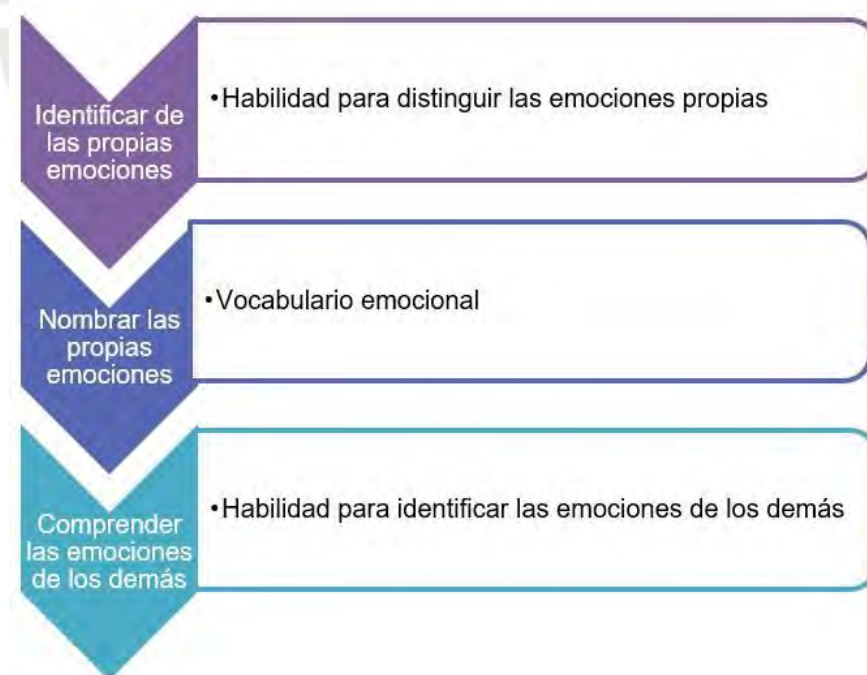 Identificar de
las propias
emociones
•Habilidad para distinguir las emociones propias
Nombrar las
propias
emociones
•Vocabulario emocional
Comprender
las emociones
de los demás
•Habilidad para identificar las emociones de los demás